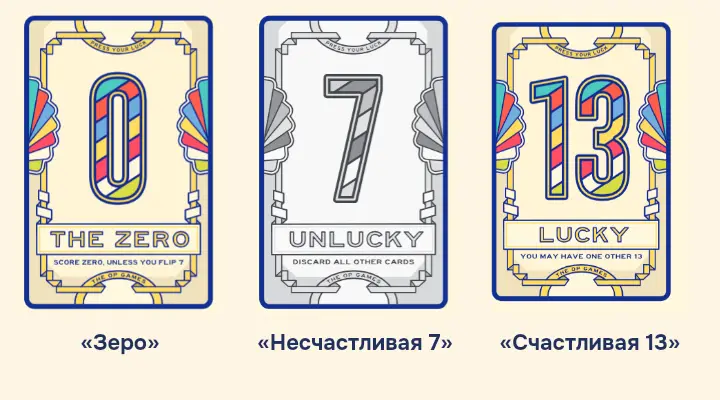 PRESS YOUR LUCK
0
THE ZERO
SCORE ZERO, UNLESS YOU FLIP 7
THE OP GAMES
«Зеро»
PRESS YOUR LUCK
7
UNLUCKY
DISCARD ALL OTHER CARDS
THE OP GAMES
«Несчастливая 7»
PRESS YOUR LUCK
13
LUCKY
YOU MAY HAVE ONE OTHER 13
THE OP GAMES
«Счастливая 13»